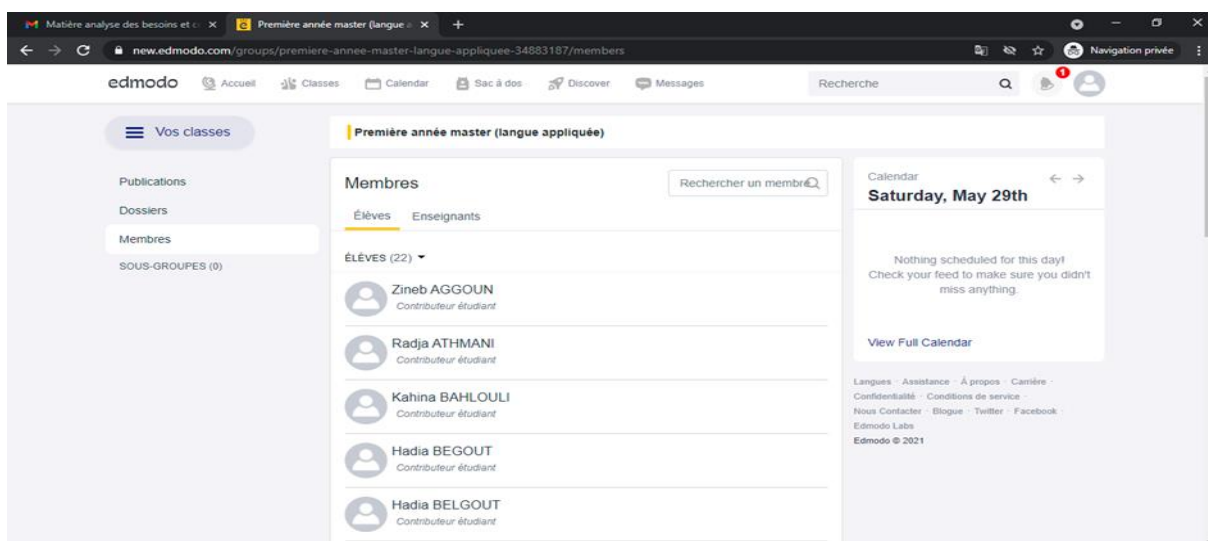 Matière analyse des besoins et c
Première année master (langue a
new.edmodo.com/groups/premiere-annee-master-langue-appliquee-34883187/members
Navigation privée
edmodo
Accueil
Classes
Calendar
Sac à dos
Discover
Messages
Recherche
1
Vos classes
Publications
Dossiers
Membres
SOUS-GROUPES (0)
Première année master (langue appliquée)
Membres
Rechercher un membre
Élèves
Enseignants
ÉLÈVES (22)
Zineb AGGOUN
Contributeur étudiant
Radja ATHMANI
Contributeur étudiant
Kahina BAHLOULI
Contributeur étudiant
Hadia BEGOUT
Contributeur étudiant
Hadia BELGOUT
Contributeur étudiant
Calendar
Saturday, May 29th
Nothing scheduled for this day!
Check your feed to make sure you didn't
miss anything.
View Full Calendar
Langues · Assistance · À propos · Carrière ·
Confidentialité · Conditions de service ·
Nous Contacter · Blogue · Twitter · Facebook ·
Edmodo Labs
Edmodo © 2021